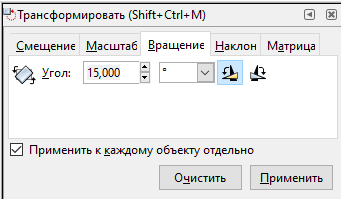 Трансформировать (Shift+Ctrl+M)
Смещение Масштаб Вращение Наклон Матрица
Угол: 15,000 °
Применить к каждому объекту отдельно
Очистить Применить